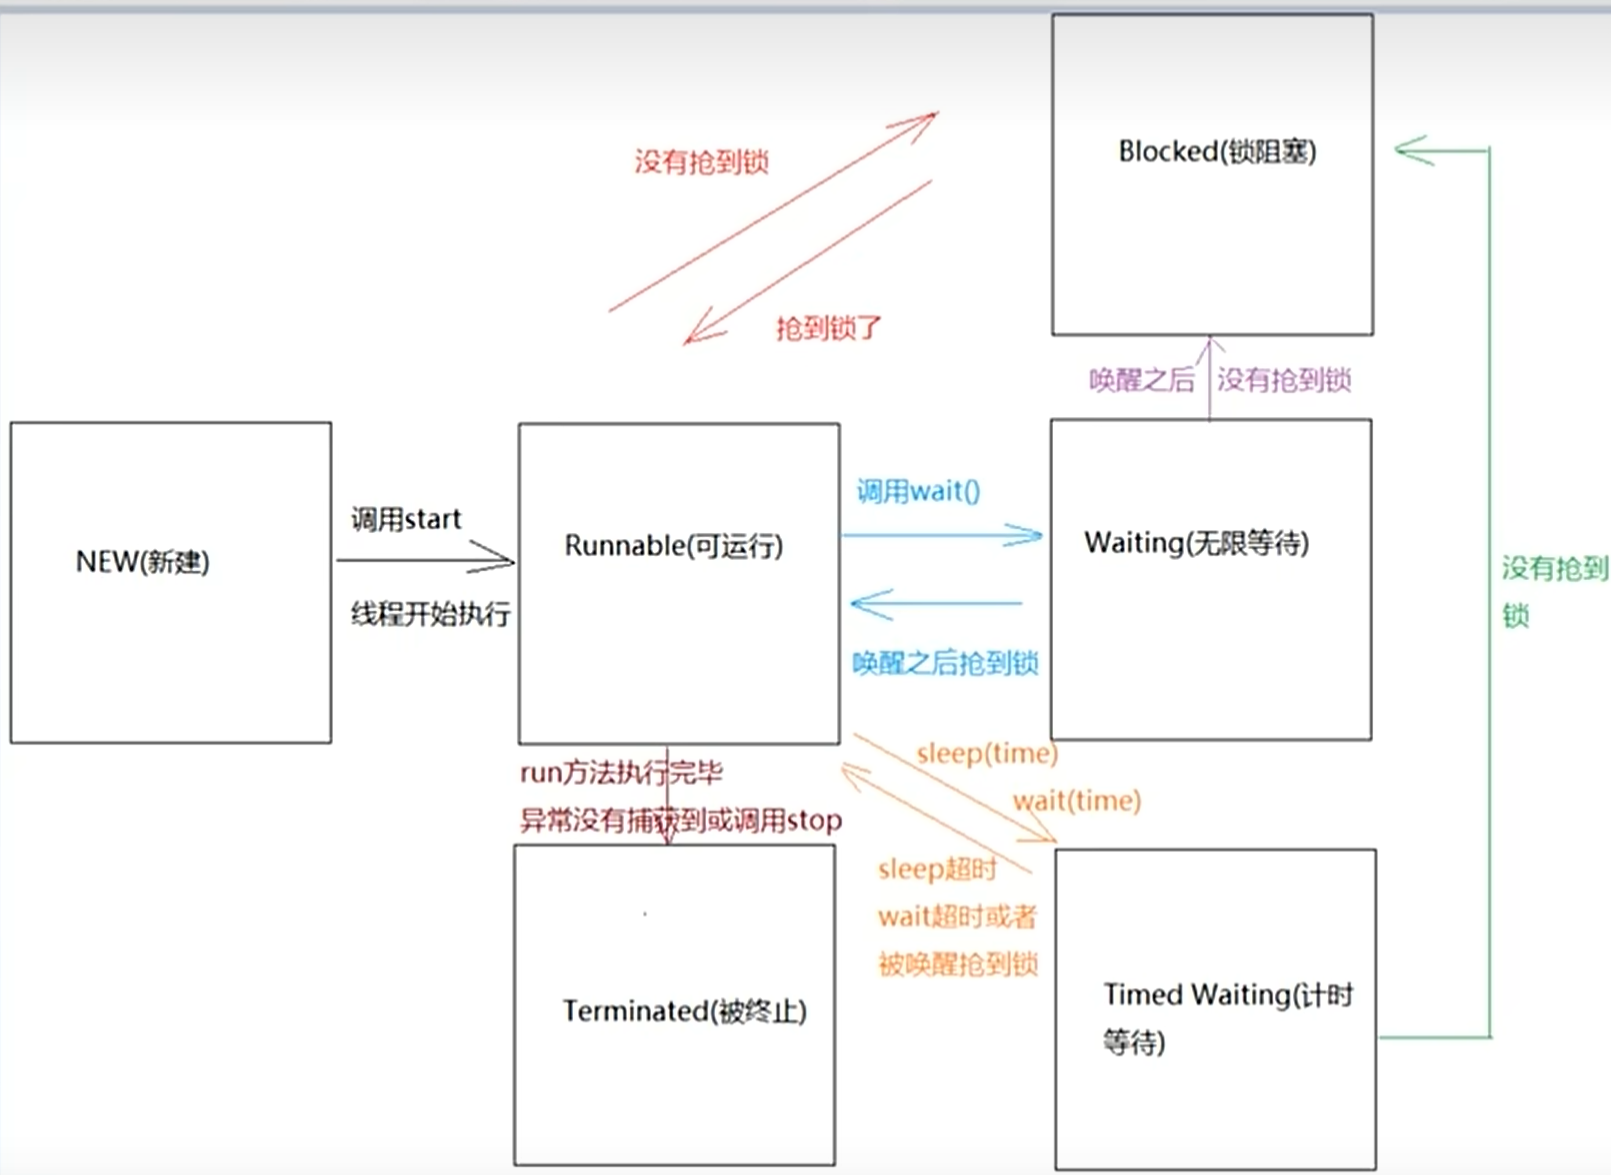 Blocked(锁阻塞)
没有抢到锁
抢到锁了
唤醒之后
没有抢到锁
NEW(新建)
调用start
线程开始执行
Runnable(可运行)
调用wait()
唤醒之后抢到锁
Waiting(无限等待)
没有抢到
锁
run方法执行完毕
异常没有捕获到或调用stop
sleep(time)
wait(time)
sleep超时
wait超时或者
被唤醒抢到锁
Terminated(被终止)
Timed Waiting(计时
等待)